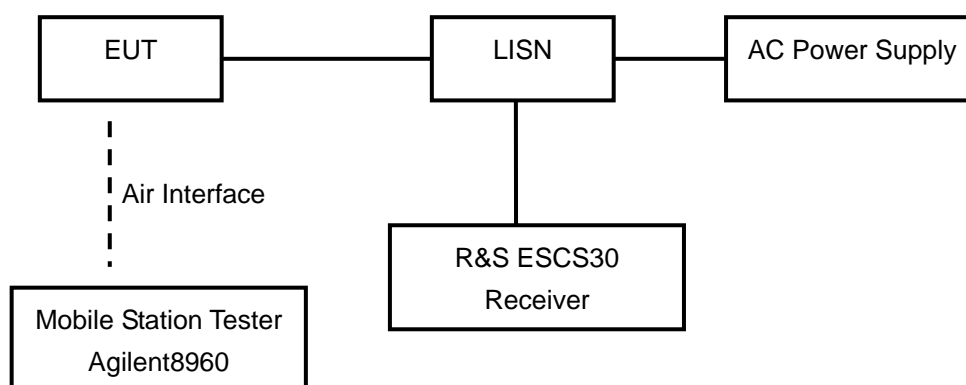 EUT
LISN
AC Power Supply
Air Interface
R&S ESCS30
Receiver
Mobile Station Tester
Agilent8960